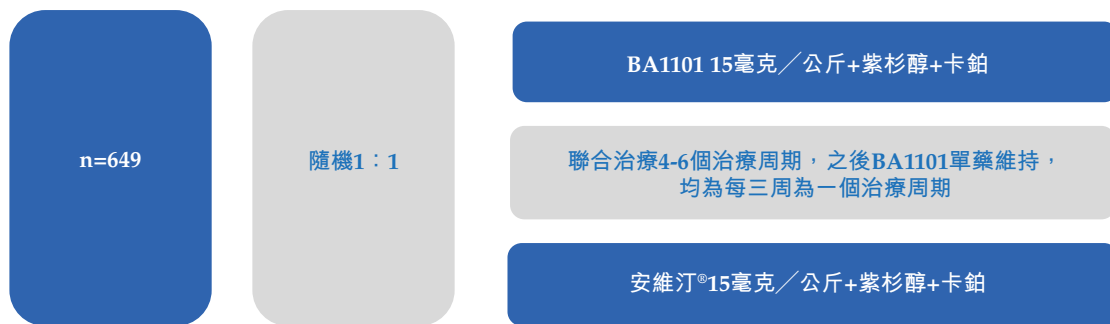 n=649
隨機1：1
BA1101 15毫克／公斤+紫杉醇+卡鉑
聯合治療4-6個治療周期，之後BA1101單藥維持，
均為每三周為一個治療周期
安維汀®15毫克／公斤+紫杉醇+卡鉑